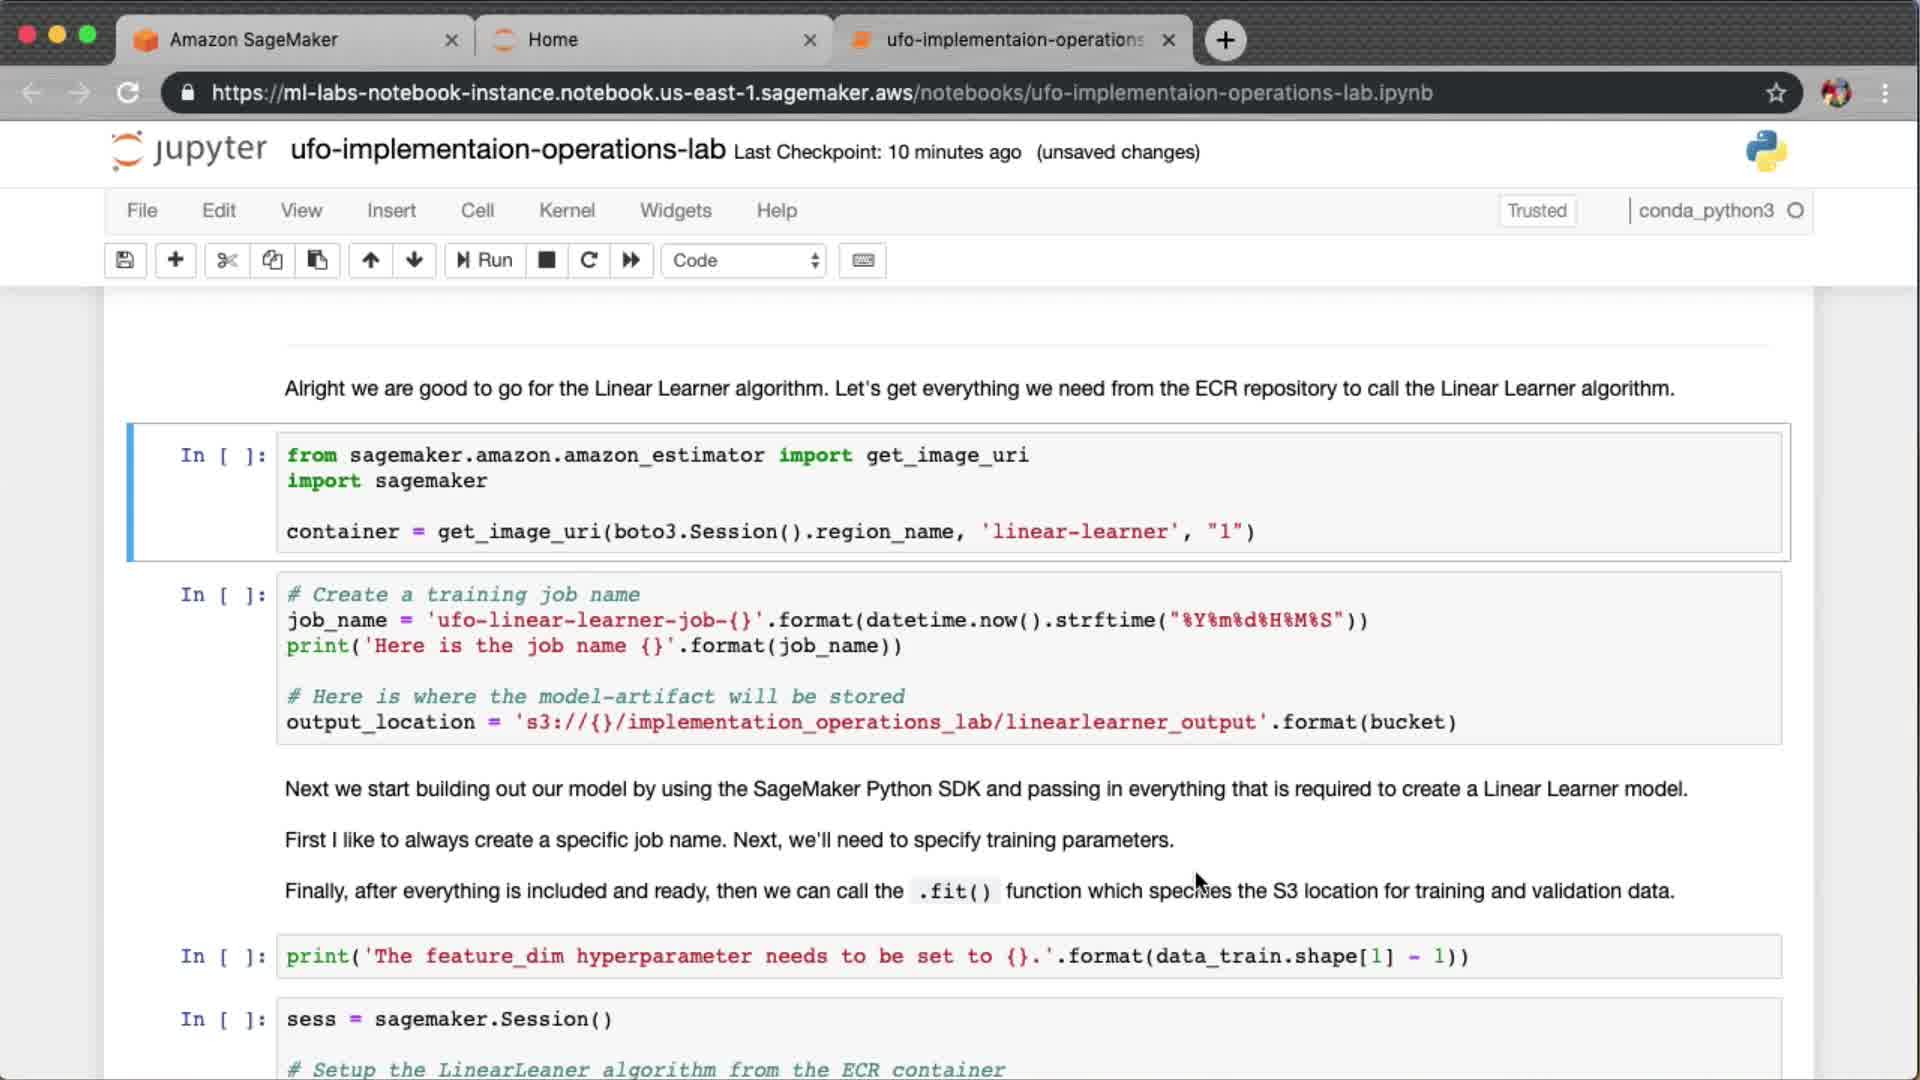 Amazon SageMaker
Home
ufo-implementaion-operations
https://ml-labs-notebook-instance.notebook.us-east-1.sagemaker.aws/notebooks/ufo-implementaion-operations-lab.ipynb
jupyter ufo-implementaion-operations-lab Last Checkpoint: 10 minutes ago (unsaved changes)
File Edit View Insert Cell Kernel Widgets Help Trusted conda_python3
Run Code
Alright we are good to go for the Linear Learner algorithm. Let's get everything we need from the ECR repository to call the Linear Learner algorithm.
In [ ]: from sagemaker.amazon.amazon_estimator import get_image_uri
import sagemaker
container = get_image_uri(boto3.Session().region_name, 'linear-learner', "1")
In [ ]: # Create a training job name
job_name = 'ufo-linear-learner-job-{}'.format(datetime.now().strftime("%Y%m%d%H%M%S"))
print('Here is the job name {}'.format(job_name))
# Here is where the model-artifact will be stored
output_location = 's3://{}/implementation_operations_lab/linearlearner_output'.format(bucket)
Next we start building out our model by using the SageMaker Python SDK and passing in everything that is required to create a Linear Learner model.
First I like to always create a specific job name. Next, we'll need to specify training parameters.
Finally, after everything is included and ready, then we can call the .fit() function which specifies the S3 location for training and validation data.
In [ ]: print('The feature_dim hyperparameter needs to be set to {}.'.format(data_train.shape[1] - 1))
In [ ]: sess = sagemaker.Session()
# Setup the LinearLeaner algorithm from the ECR container